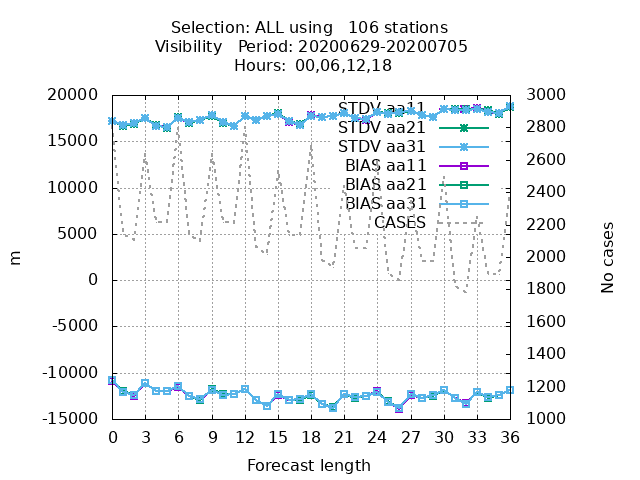 Selection: ALL using   106 stations
Visibility   Period: 20200629-20200705
Hours:  00,06,12,18
20000
15000
10000
5000
0
-5000
-10000
-15000
m
3000
2800
2600
2400
2200
2000
1800
1600
1400
1200
1000
No cases
STDV aa11
STDV aa21
STDV aa31
BIAS aa11
BIAS aa21
BIAS aa31
CASES
0 3 6 9 12 15 18 21 24 27 30 33 36
Forecast length